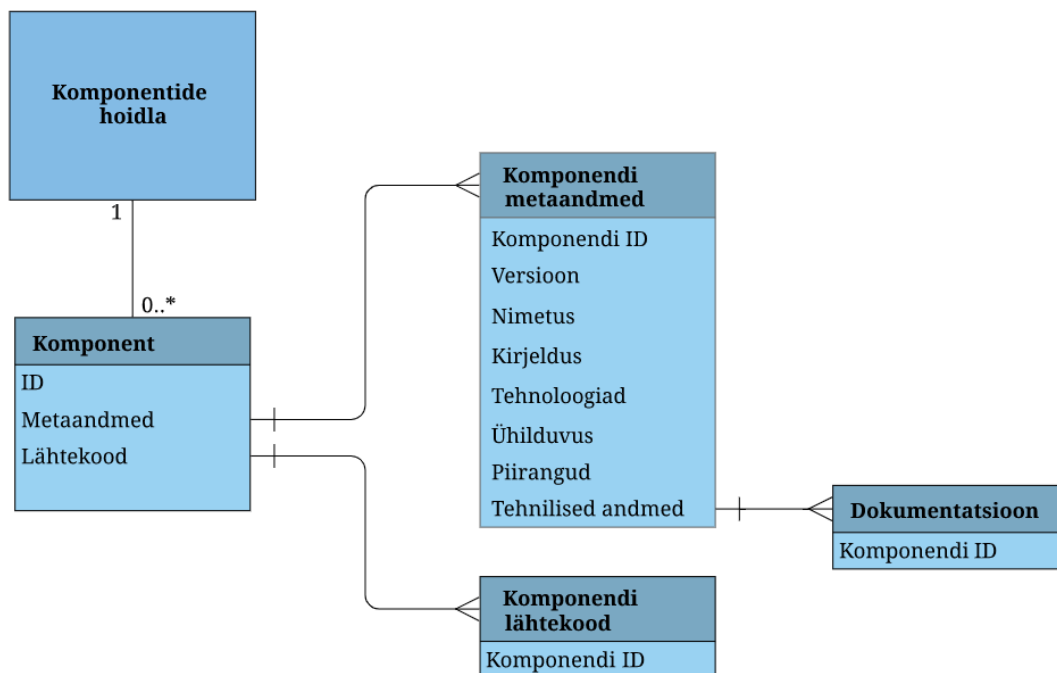 Komponentide
hoidla
1
0..*
Komponent
ID
Metaandmed
Lähtekood
Komponendi
metaandmed
Komponendi ID
Versioon
Nimetus
Kirjeldus
Tehnoloogiad
Ühilduvus
Piirangud
Tehnilised andmed
Dokumentatsioon
Komponendi ID
Komponendi
lähtekood
Komponendi ID